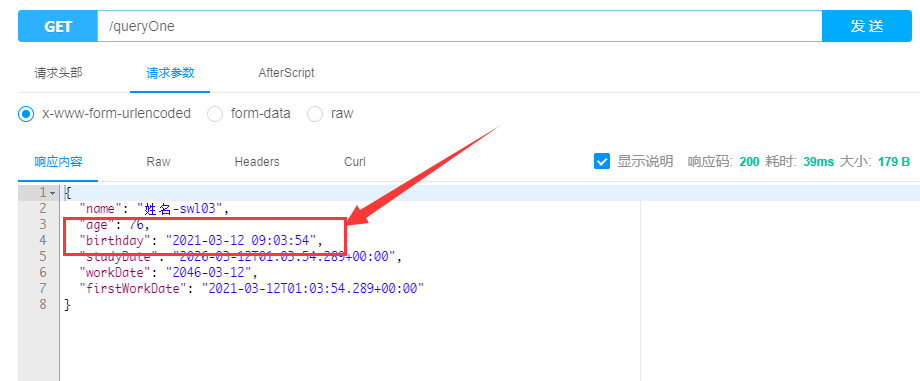 GET /queryOne 发 送
请求头部 请求参数 AfterScript
x-www-form-urlencoded form-data raw
响应内容 Raw Headers Curl 显示说明 响应码: 200 耗时: 39ms 大小: 179 B
1 {
2 "name": "姓名-swl03",
3 "age": 76,
4 "birthday": "2021-03-12 09:03:54",
5 "studyDate": "2026-03-12T01:03:54.289+00:00",
6 "workDate": "2046-03-12",
7 "firstWorkDate": "2021-03-12T01:03:54.289+00:00"
8 }